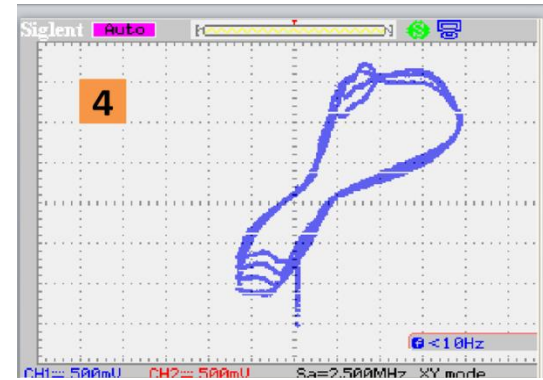 Siglent Auto
4
f <10Hz
CH1 500mV CH2 500mV Sa=2.500MHz XY mode